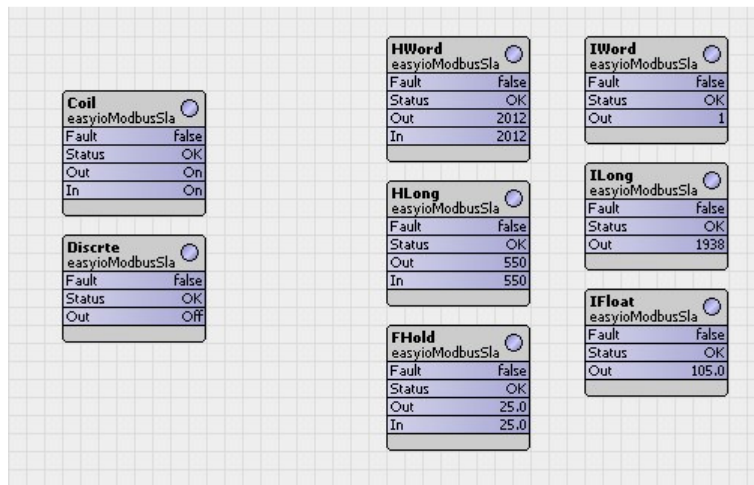 Coil
easyioModbusSla
Fault false
Status OK
Out On
In On
Discrte
easyioModbusSla
Fault false
Status OK
Out Off
HWord
easyioModbusSla
Fault false
Status OK
Out 2012
In 2012
HLong
easyioModbusSla
Fault false
Status OK
Out 550
In 550
FHold
easyioModbusSla
Fault false
Status OK
Out 25.0
In 25.0
IWord
easyioModbusSla
Fault false
Status OK
Out 1
ILong
easyioModbusSla
Fault false
Status OK
Out 1938
IFloat
easyioModbusSla
Fault false
Status OK
Out 105.0